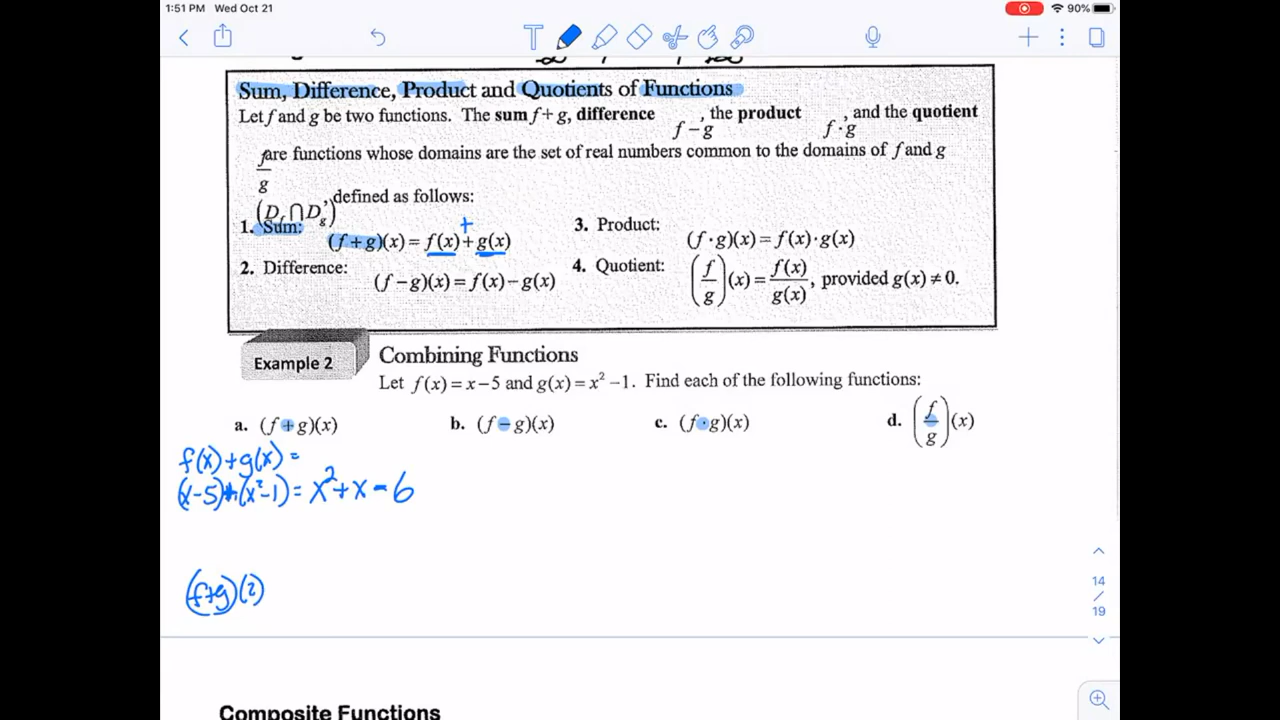 1:51 PM Wed Oct 21
90%
Sum, Difference, Product and Quotients of Functions
Let f and g be two functions. The sum f + g, difference f − g, the product f · g, and the quotient
f/g are functions whose domains are the set of real numbers common to the domains of f and g
(D_f ∩ D_g), defined as follows:
+
1. Sum: (f + g)(x) = f(x) + g(x)
3. Product: (f · g)(x) = f(x) · g(x)
2. Difference: (f − g)(x) = f(x) − g(x)
4. Quotient: (f/g)(x) = f(x)/g(x), provided g(x) ≠ 0.
Example 2
Combining Functions
Let f(x) = x − 5 and g(x) = x² − 1. Find each of the following functions:
a. (f + g)(x)
b. (f − g)(x)
c. (f · g)(x)
d. (f/g)(x)
f(x) + g(x) =
(x − 5) + (x² − 1) = x² + x − 6
(f+g)(2)
14
/
19
Composite Functions